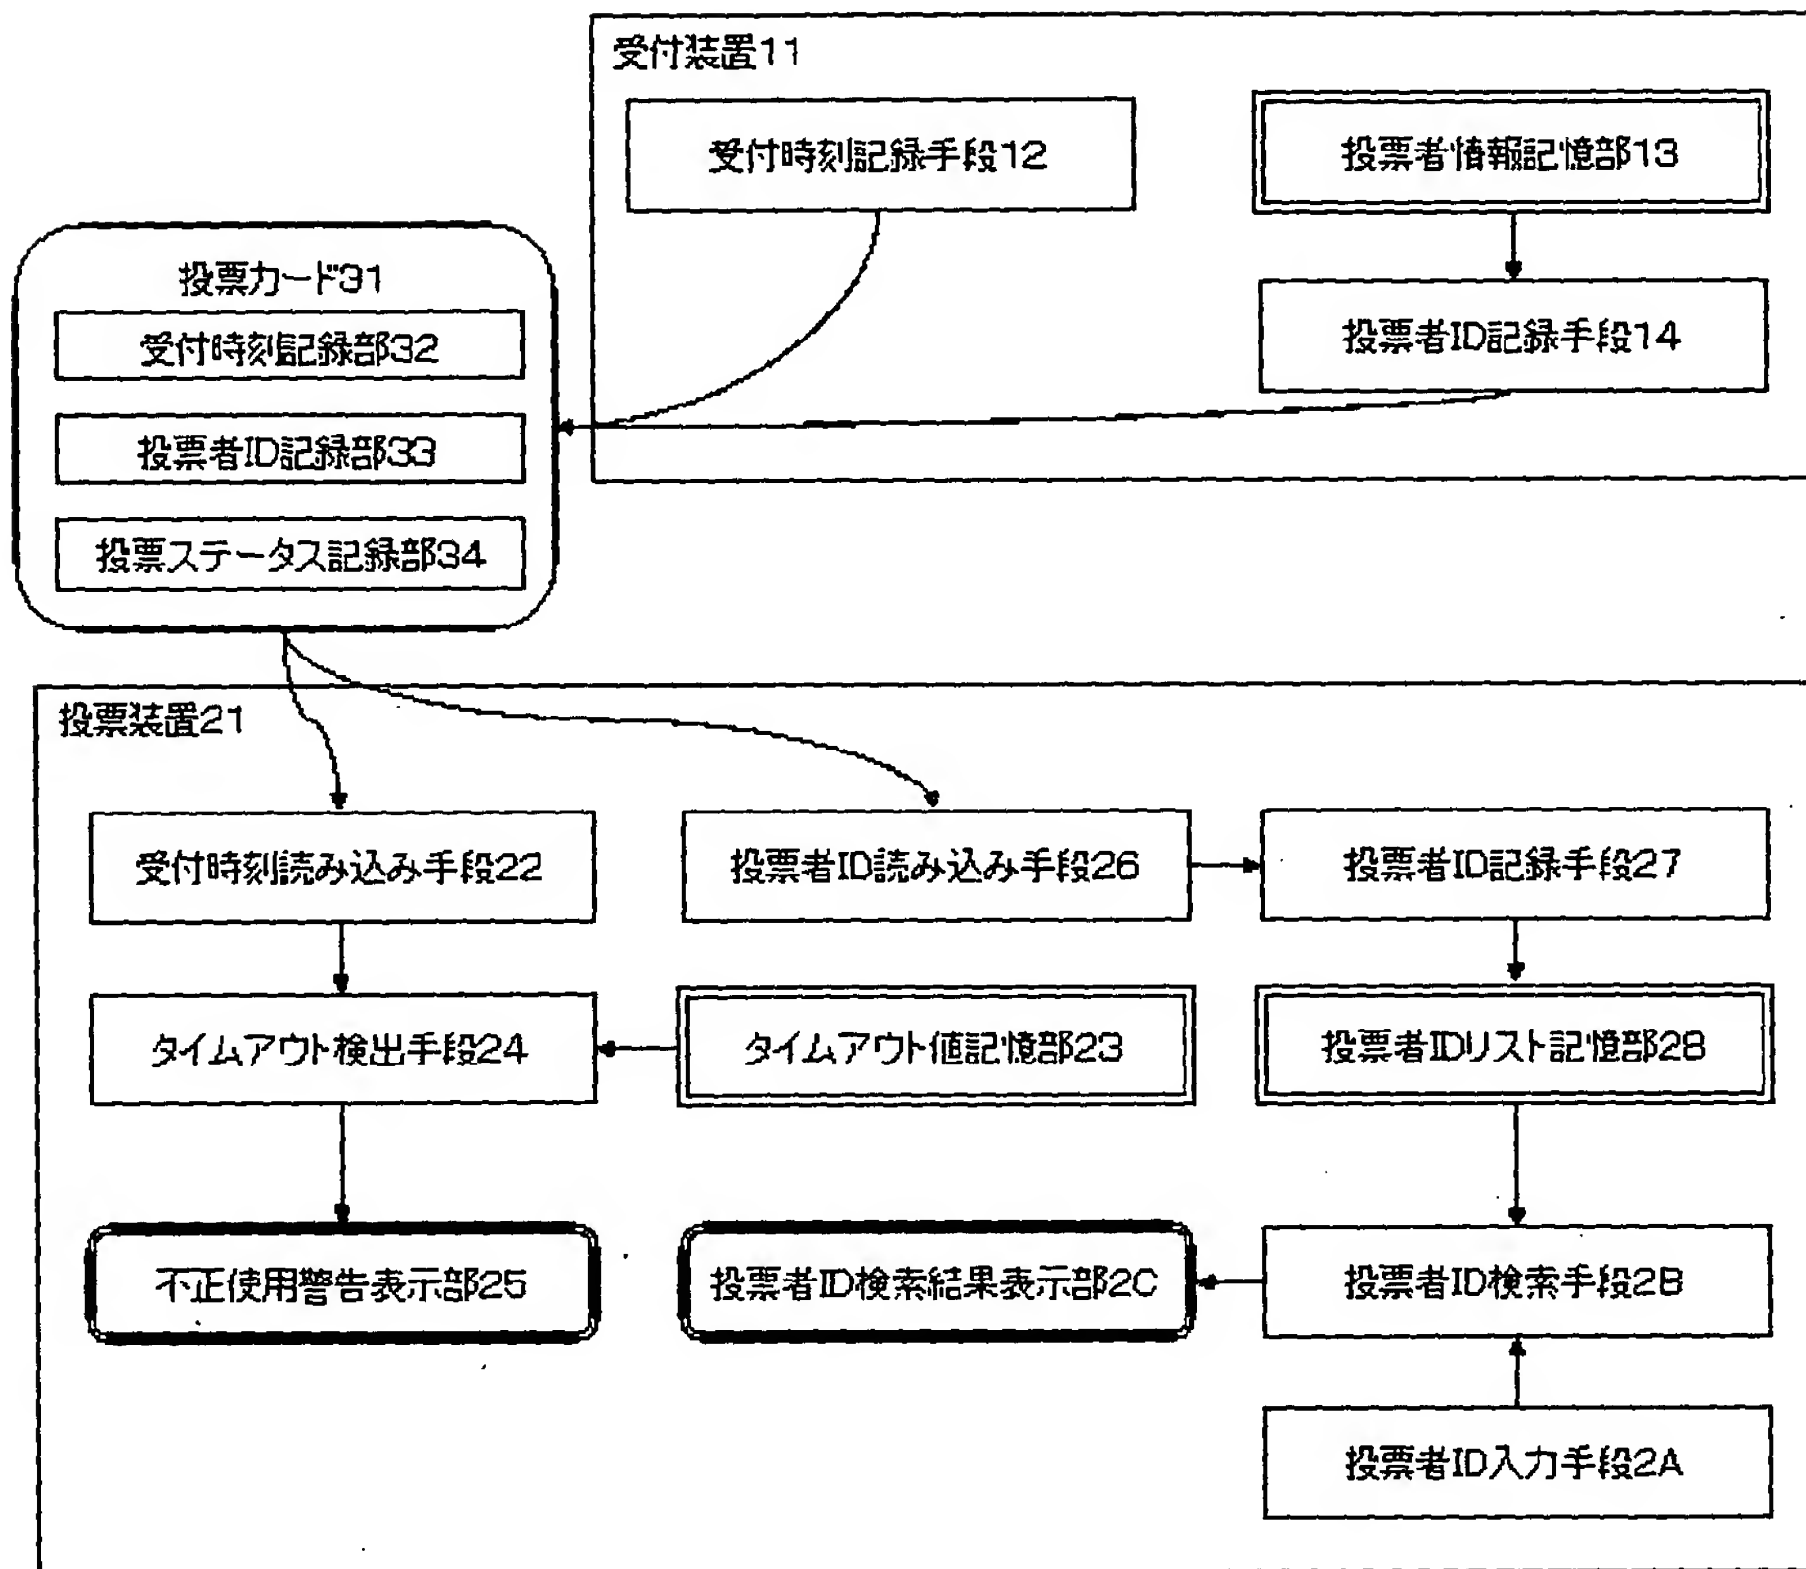 受付装置11
受付時刻記録手段12
投票者情報記憶部13
投票カード31
受付時刻記録部32
投票者ID記録部33
投票ステータス記録部34
投票者ID記録手段14
投票装置21
受付時刻読み込み手段22
投票者ID読み込み手段26
投票者ID記録手段27
タイムアウト検出手段24
タイムアウト値記憶部23
投票者IDリスト記憶部28
不正使用警告表示部25
投票者ID検索結果表示部2C
投票者ID検索手段2B
投票者ID入力手段2A